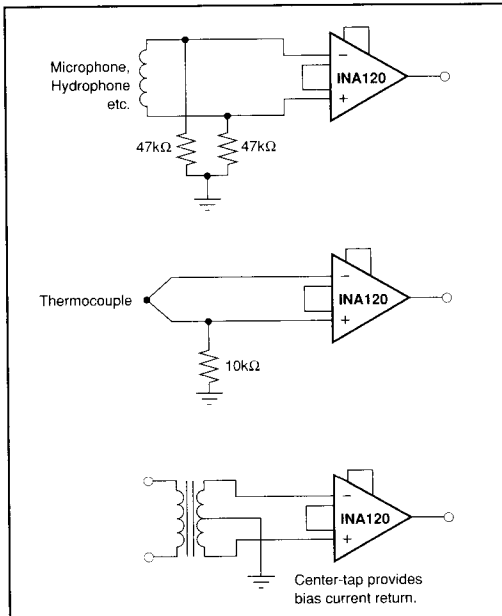 Microphone,
Hydrophone
etc.
−
INA120
+
47kΩ 47kΩ
Thermocouple
−
INA120
+
10kΩ
−
INA120
+
Center-tap provides
bias current return.